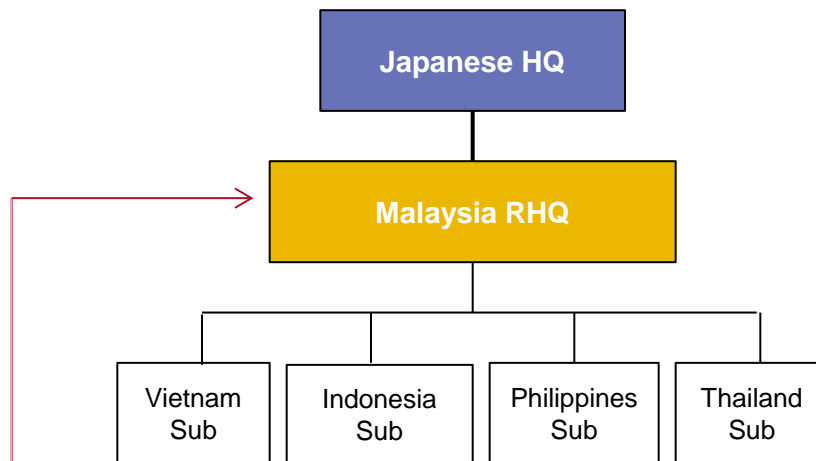 Japanese HQ
Malaysia RHQ
Vietnam
Sub
Indonesia
Sub
Philippines
Sub
Thailand
Sub